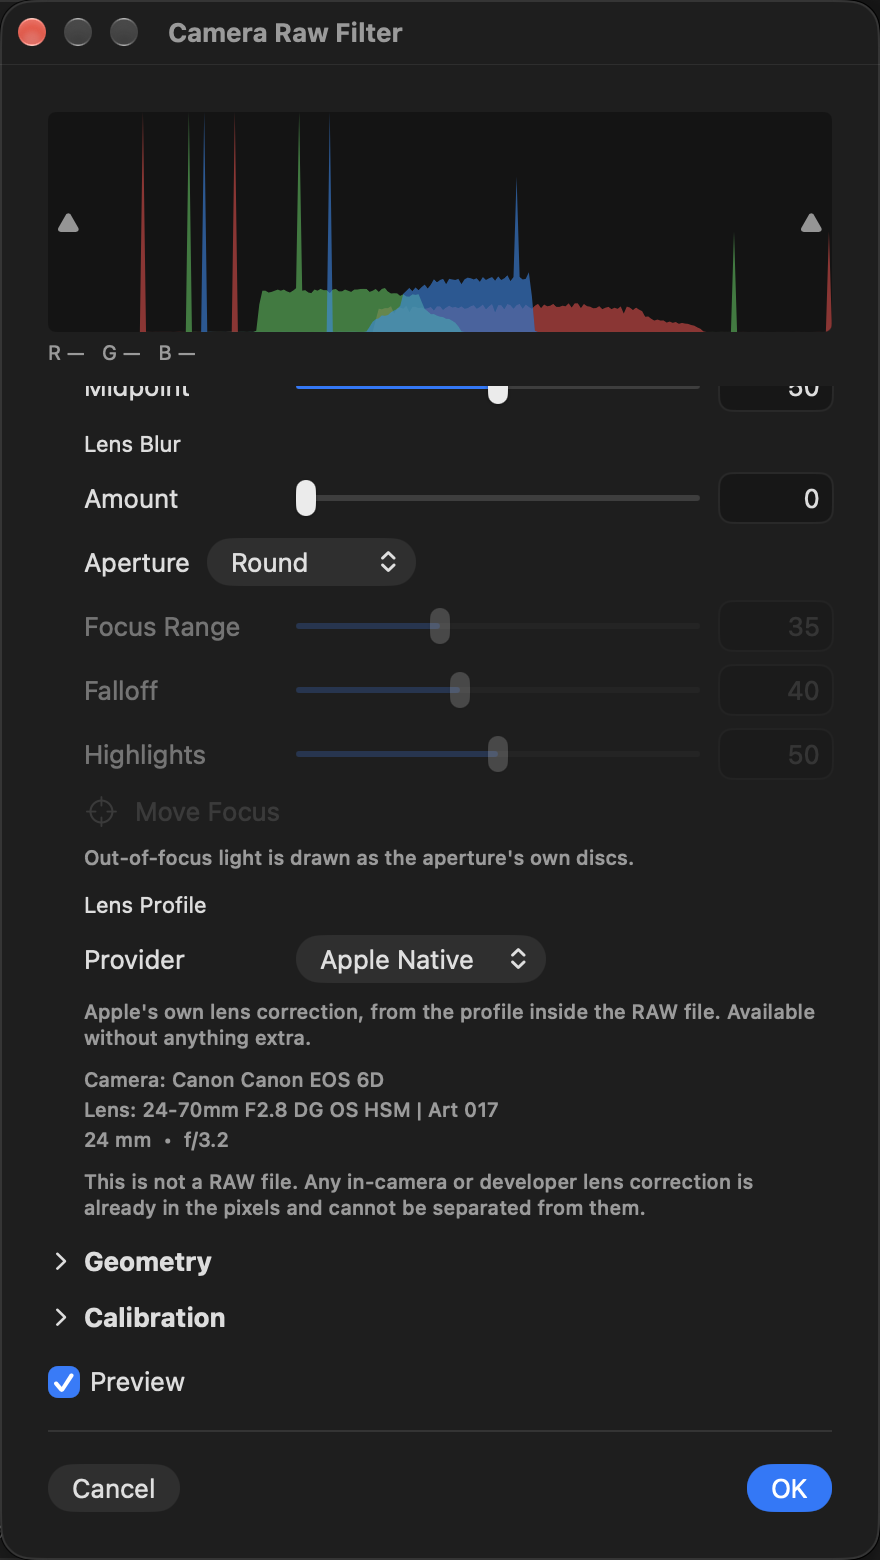 Camera Raw Filter
R — G — B —
Midpoint 50
Lens Blur
Amount 0
Aperture Round
Focus Range 35
Falloff 40
Highlights 50
Move Focus
Out-of-focus light is drawn as the aperture's own discs.
Lens Profile
Provider Apple Native
Apple's own lens correction, from the profile inside the RAW file. Available
without anything extra.
Camera: Canon Canon EOS 6D
Lens: 24-70mm F2.8 DG OS HSM | Art 017
24 mm • f/3.2
This is not a RAW file. Any in-camera or developer lens correction is
already in the pixels and cannot be separated from them.
Geometry
Calibration
Preview
Cancel OK